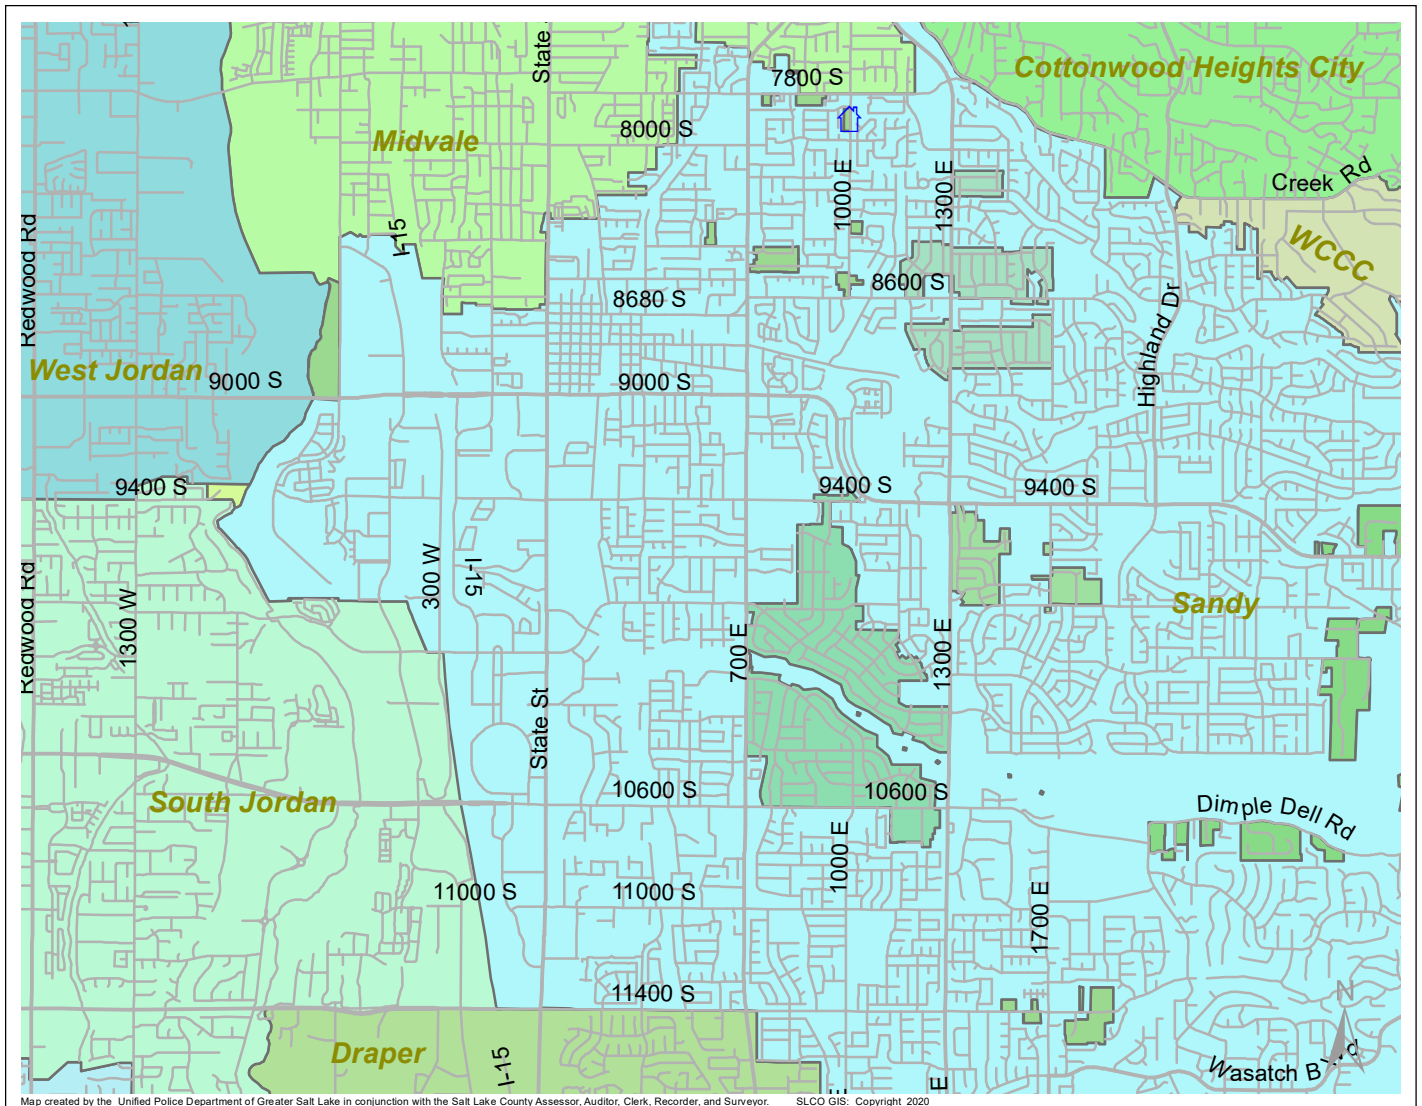 State
7800 S
Cottonwood Heights City
Midvale
8000 S
Creek Rd
1000 E
1300 E
Redwood Rd
I-15
WCCC
8600 S
8680 S
Highland Dr
West Jordan
9000 S
9000 S
9400 S
9400 S
9400 S
Redwood Rd
1300 W
300 W
I-15
Sandy
700 E
1300 E
State St
South Jordan
10600 S
10600 S
Dimple Dell Rd
1000 E
11000 S
11000 S
1700 E
11400 S
N
Draper
I-15
Wasatch Blvd
E
E
Map created by the Unified Police Department of Greater Salt Lake in conjunction with the Salt Lake County Assessor, Auditor, Clerk, Recorder, and Surveyor. SLCO GIS: Copyright 2020